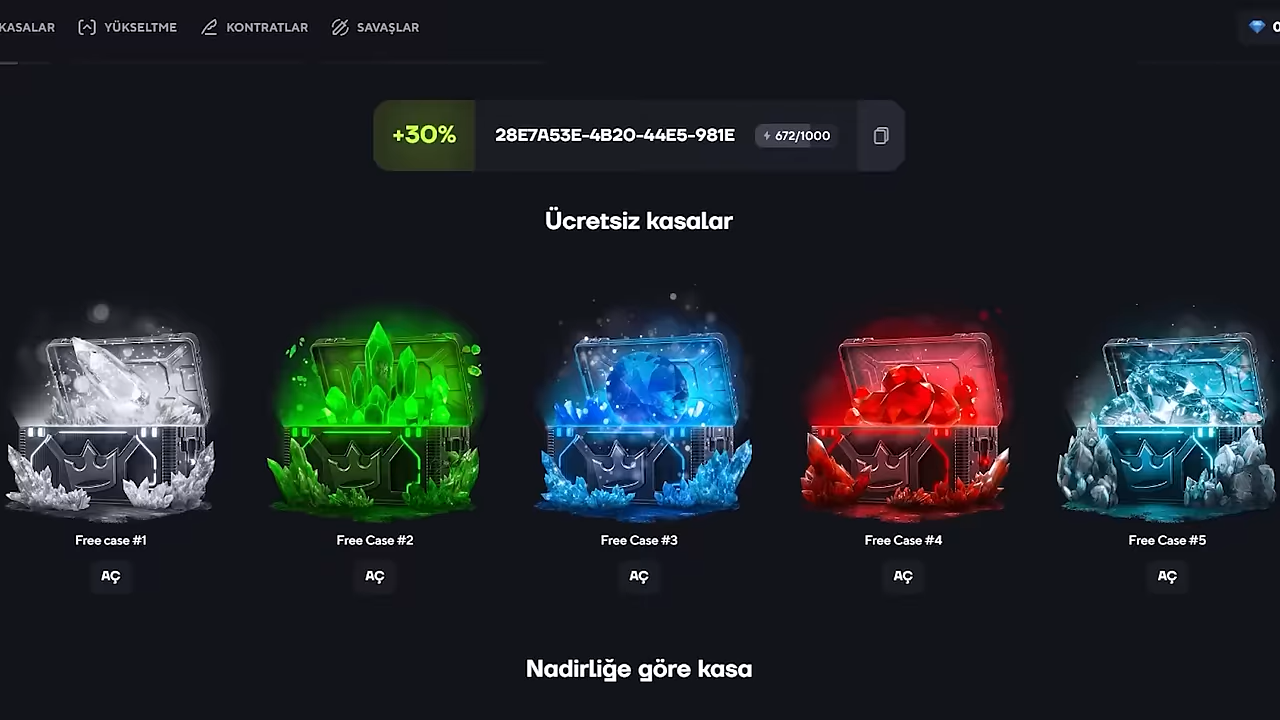 KASALAR YÜKSELTME KONTRATLAR SAVAŞLAR
+30% 28E7A53E-4B20-44E5-981E 672/1000
Ücretsiz kasalar
Free case #1 Free Case #2 Free Case #3 Free Case #4 Free Case #5
AÇ AÇ AÇ AÇ AÇ
Nadirliğe göre kasa